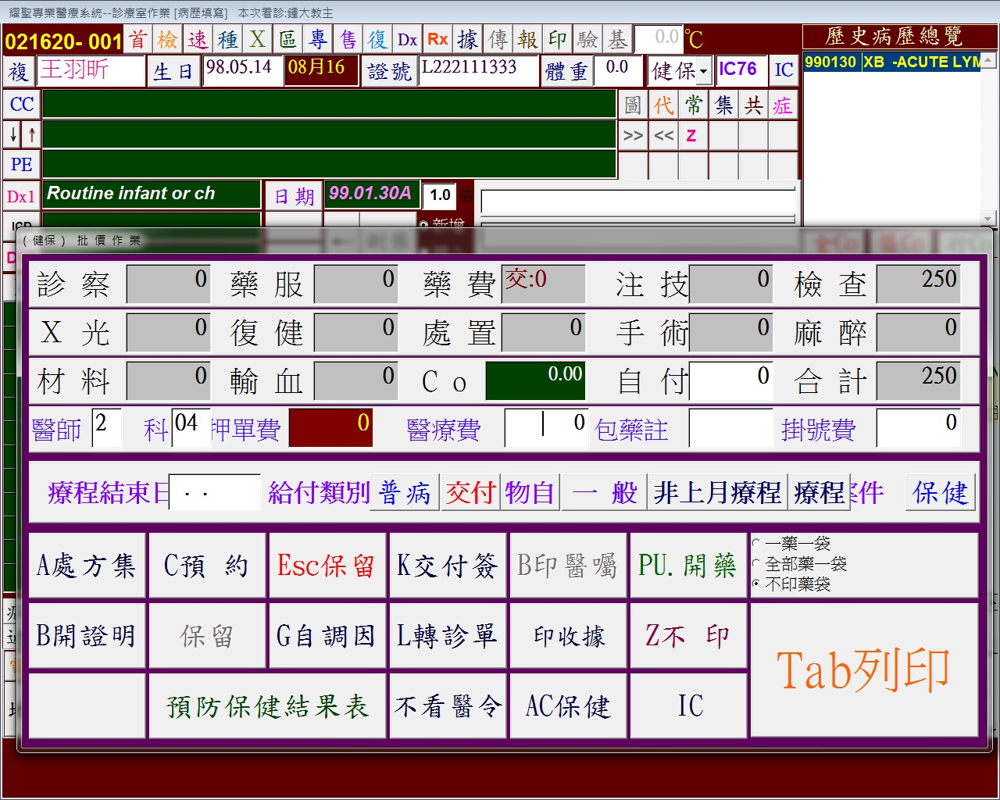 耀聖專業醫療系統--診療室作業 [病歷填寫] 本次看診:鍾大教主
021620- 001 首 檢 速 種 X 區 專 售 復 Dx Rx 據 傳 報 印 驗 基 0.0 ℃ 歷史病歷總覽
複 王羽昕 生日 98.05.14 08月16 證號 L222111333 體重 0.0 健保 IC76 IC
990130 XB -ACUTE LYM
CC 圖 代 常 集 共 症
↓ ↑ >> << Z
PE
Dx1 Routine infant or ch 日期 99.01.30A 1.0 倍
新增
(健保) 批價作業
診察 0 藥服 0 藥費 交:0 注技 0 檢查 250
X光 0 復健 0 處置 0 手術 0 麻醉 0
材料 0 輸血 0 Co 0.00 自付 0 合計 250
醫師 2 科 04 押單費 0 醫療費 0 包藥註 掛號費 0
療程結束日 . . 給付類別 普病 交付 物自 一 般 非上月療程 療程 案件 保健
A處方集 C預 約 Esc保留 K交付簽 B印醫囑 PU.開藥
一藥一袋
全部藥一袋
不印藥袋
B開證明 保留 G自調因 L轉診單 印收據 Z不 印 Tab列印
預防保健結果表 不看醫令 AC保健 IC